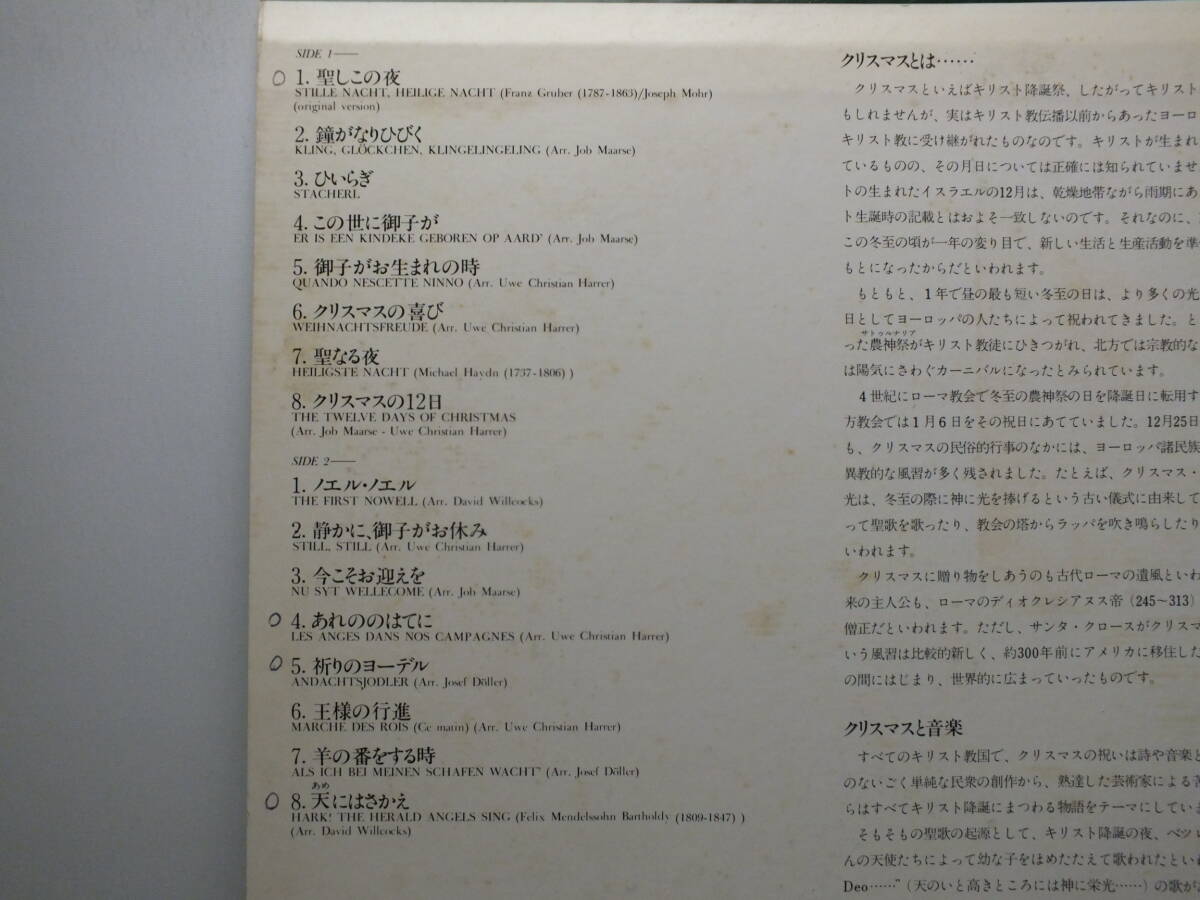 SIDE 1——
1. 聖しこの夜
STILLE NACHT, HEILIGE NACHT (Franz Gruber (1787-1863)/Joseph Mohr)
(original version)
2. 鐘がなりひびく
KLING, GLÖCKCHEN, KLINGELINGELING (Arr. Job Maarse)
3. ひいらぎ
STACHERL
4. この世に御子が
ER IS EEN KINDEKE GEBOREN OP AARD' (Arr. Job Maarse)
5. 御子がお生まれの時
QUANDO NESCETTE NINNO (Arr. Uwe Christian Harrer)
6. クリスマスの喜び
WEIHNACHTSFREUDE (Arr. Uwe Christian Harrer)
7. 聖なる夜
HEILIGSTE NACHT (Michael Haydn (1737-1806) )
8. クリスマスの12日
THE TWELVE DAYS OF CHRISTMAS
(Arr. Job Maarse - Uwe Christian Harrer)
SIDE 2——
1. ノエル・ノエル
THE FIRST NOWELL (Arr. David Willcocks)
2. 静かに、御子がお休み
STILL, STILL (Arr. Uwe Christian Harrer)
3. 今こそお迎えを
NU SYT WELLECOME (Arr. Job Maarse)
4. あれののはてに
LES ANGES DANS NOS CAMPAGNES (Arr. Uwe Christian Harrer)
5. 祈りのヨーデル
ANDACHTSJODLER (Arr. Josef Döller)
6. 王様の行進
MARCHE DES ROIS (Ce matin) (Arr. Uwe Christian Harrer)
7. 羊の番をする時
ALS ICH BEI MEINEN SCHAFEN WACHT' (Arr. Josef Döller)
あめ
8. 天にはさかえ
HARK! THE HERALD ANGELS SING (Felix Mendelssohn Bartholdy (1809-1847) )
(Arr. David Willcocks)
クリスマスとは……
クリスマスといえばキリスト降誕祭、したがってキリスト
もしれませんが、実はキリスト教伝播以前からあったヨーロ
キリスト教に受け継がれたものなのです。キリストが生まれ
ているものの、その月日については正確には知られていませ
トの生まれたイスラエルの12月は、乾燥地帯ながら雨期にあ
ト生誕時の記載とはおよそ一致しないのです。それなのに、
この冬至の頃が一年の変り目で、新しい生活と生産活動を準
もとになったからだといわれます。
もともと、1年で昼の最も短い冬至の日は、より多くの光
日としてヨーロッパの人たちによって祝われてきました。と
サトゥルナリア
った農神祭がキリスト教徒にひきつがれ、北方では宗教的な
は陽気にさわぐカーニバルになったとみられています。
4世紀にローマ教会で冬至の農神祭の日を降誕日に転用す
方教会では1月6日をその祝日にあてていました。12月25日
も、クリスマスの民俗的行事のなかには、ヨーロッパ諸民族
異教的な風習が多く残されました。たとえば、クリスマス・
光は、冬至の際に神に光を捧げるという古い儀式に由来して
って聖歌を歌ったり、教会の塔からラッパを吹き鳴らしたり
いわれます。
クリスマスに贈り物をしあうのも古代ローマの遺風といわ
来の主人公も、ローマのディオクレシアヌス帝（245～313）
僧正だといわれます。ただし、サンタ・クロースがクリスマ
いう風習は比較的新しく、約300年前にアメリカに移住した
の間にはじまり、世界的に広まっていったものです。
クリスマスと音楽
すべてのキリスト教国で、クリスマスの祝いは詩や音楽と
のないごく単純な民衆の創作から、熟達した芸術家による
らはすべてキリスト降誕にまつわる物語をテーマにしてい
そもそもの聖歌の起源として、キリスト降誕の夜、ベツレ
んの天使たちによって幼な子をほめたたえて歌われたとい
Deo……"（天のいと高きところには神に栄光……）の歌が